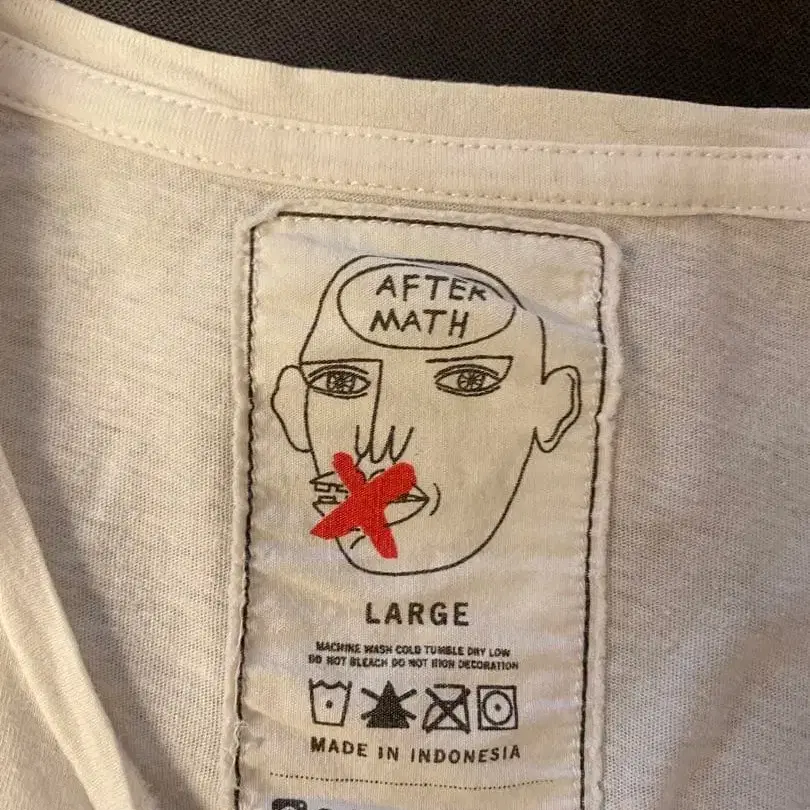 AFTER
MATH
LARGE
MACHINE WASH COLD TUMBLE DRY LOW
DO NOT BLEACH DO NOT IRON DECORATION
MADE IN INDONESIA